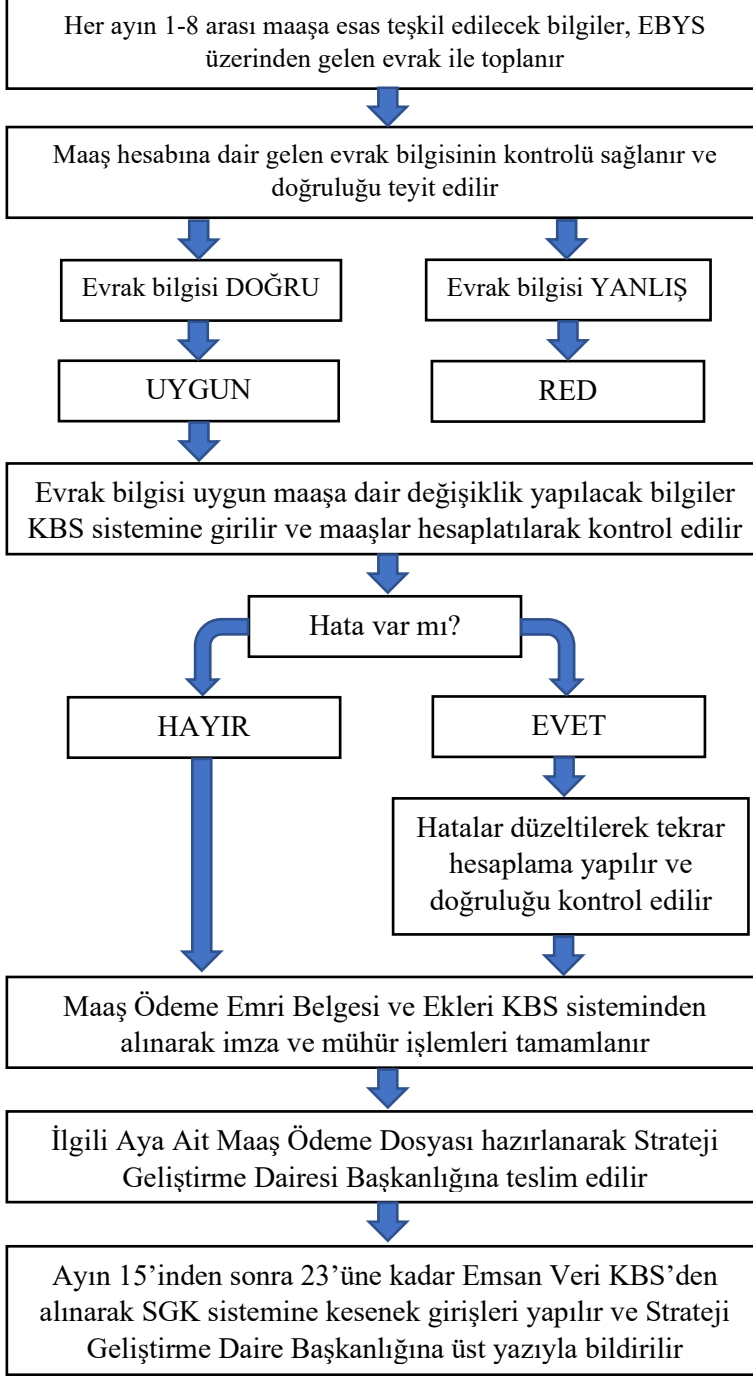 Her ayın 1-8 arası maaşa esas teşkil edilecek bilgiler, EBYS
üzerinden gelen evrak ile toplanır
Maaş hesabına dair gelen evrak bilgisinin kontrolü sağlanır ve
doğruluğu teyit edilir
Evrak bilgisi DOĞRU
Evrak bilgisi YANLIŞ
UYGUN
RED
Evrak bilgisi uygun maaşa dair değişiklik yapılacak bilgiler
KBS sistemine girilir ve maaşlar hesaplatılarak kontrol edilir
Hata var mı?
HAYIR
EVET
Hatalar düzeltilerek tekrar
hesaplama yapılır ve
doğruluğu kontrol edilir
Maaş Ödeme Emri Belgesi ve Ekleri KBS sisteminden
alınarak imza ve mühür işlemleri tamamlanır
İlgili Aya Ait Maaş Ödeme Dosyası hazırlanarak Strateji
Geliştirme Dairesi Başkanlığına teslim edilir
Ayın 15’inden sonra 23’üne kadar Emsan Veri KBS’den
alınarak SGK sistemine kesenek girişleri yapılır ve Strateji
Geliştirme Daire Başkanlığına üst yazıyla bildirilir